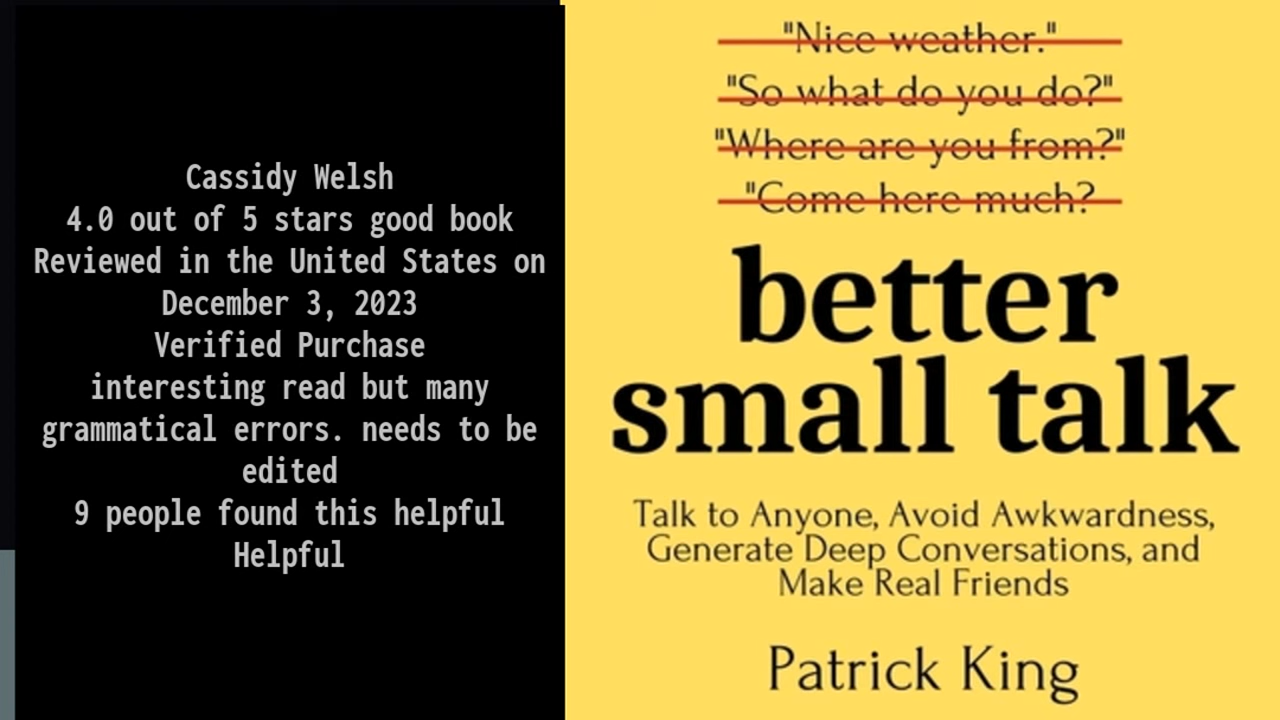 Cassidy Welsh
4.0 out of 5 stars good book
Reviewed in the United States on
December 3, 2023
Verified Purchase
interesting read but many
grammatical errors. needs to be
edited
9 people found this helpful
Helpful
"Nice weather."
"So what do you do?"
"Where are you from?"
"Come here much?
better
small talk
Talk to Anyone, Avoid Awkwardness,
Generate Deep Conversations, and
Make Real Friends
Patrick King